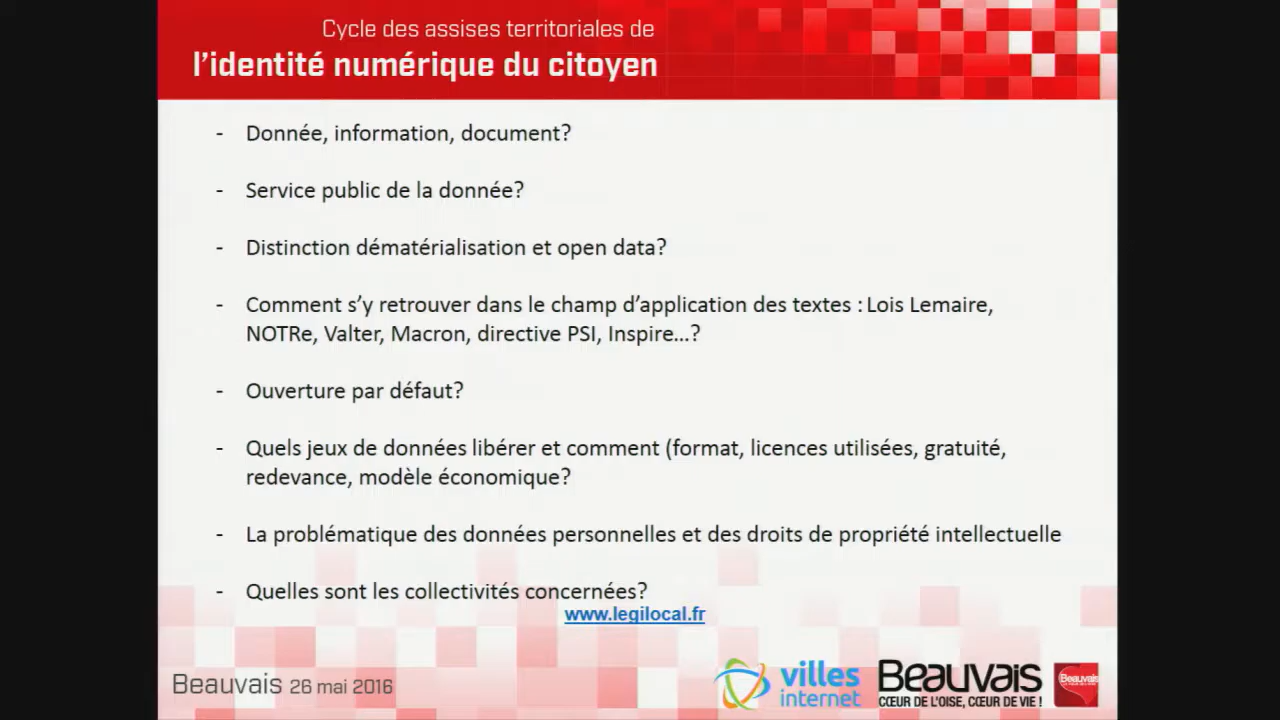 Cycle des assises territoriales de
l’identité numérique du citoyen
- Donnée, information, document?
- Service public de la donnée?
- Distinction dématérialisation et open data?
- Comment s’y retrouver dans le champ d’application des textes : Lois Lemaire,
NOTRe, Valter, Macron, directive PSI, Inspire…?
- Ouverture par défaut?
- Quels jeux de données libérer et comment (format, licences utilisées, gratuité,
redevance, modèle économique?
- La problématique des données personnelles et des droits de propriété intellectuelle
- Quelles sont les collectivités concernées?
www.legilocal.fr
Beauvais 26 mai 2016
villes
internet
Beauvais
CŒUR DE L'OISE, CŒUR DE VIE !
Beauvais